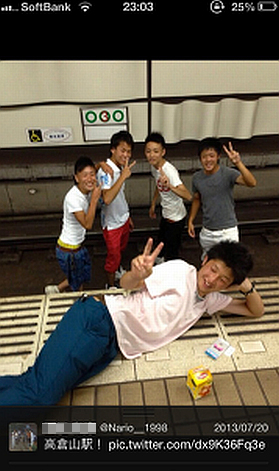 SoftBank 23:03 25%
@Nario__1998 2013/07/20
高倉山駅！ pic.twitter.com/dx9K36Fq3e